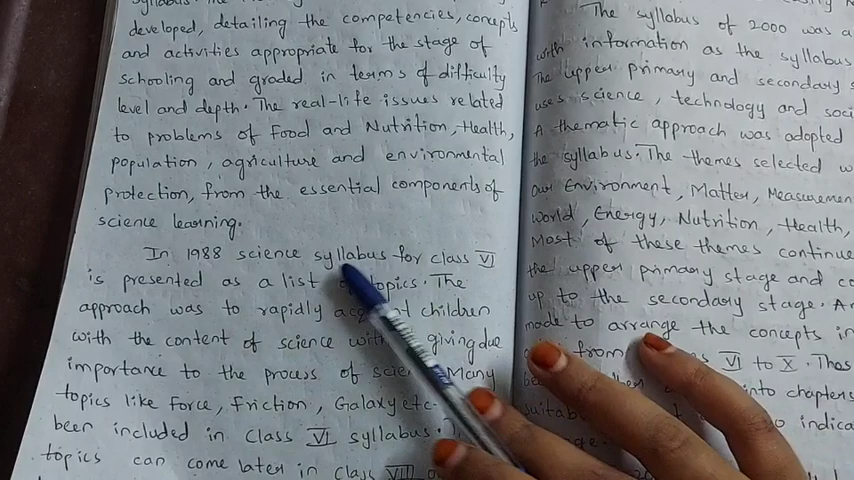 syllabus. The
developed, detailing the competencies, concepts
and activities appropriate for the stage of
schooling and graded in terms of difficulty
level and depth. The real-life issues related
to problems of Food and Nutrition, Health,
population, agriculture and environmental
protection, from the essential components of
science learning.
In 1988 science syllabus for class VI
is presented as a list topics. The
approach was to rapidly children
with the content of science giving due
importance to the process of Many
topics like Force, Friction, Galaxy etc.
been included in class VI syllabus.
topics can come later in class VII
The syllabus of 2000 was a
with information as the syllabus
The upper primary and secondary
uses science, technology and
A thematic approach was adopted
the syllabus. The themes selected
our Environment, Matter,
world, Energy, Nutrition, Health,
Most of these themes continue
the upper primary stage and
up to the secondary stage.
made to arrange the concepts in
from VI to X.
into chapters